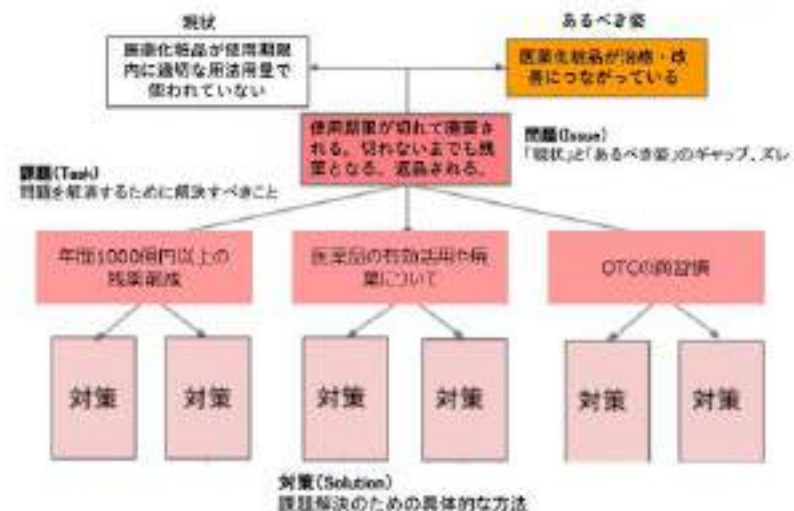 現状
あるべき姿
医薬化粧品が使用期限
内に適切な用法用量で
使われていない
医薬化粧品が治療・改
善につながっている
使用期限が切れて廃棄さ
れる。切れないまでも残
薬となる。返品される。
問題(Issue)
「現状」と「あるべき姿」のギャップ、ズレ
課題(Task)
問題を解消するために解決すべきこと
年間1000億円以上の
残薬削減
医薬品の有効活用や廃
棄について
OTCの商習慣
対策
対策
対策
対策
対策
対策
対策(Solution)
課題解決のための具体的な方法